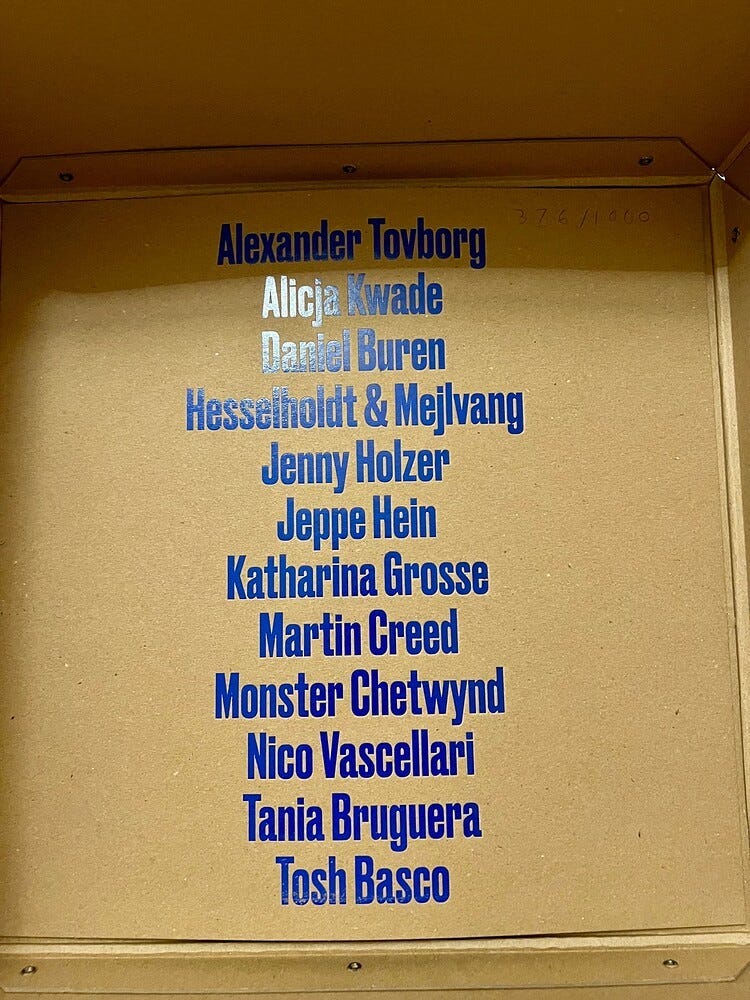 376/1000
Alexander Tovborg
Alicja Kwade
Daniel Buren
Hesselholdt & Mejlvang
Jenny Holzer
Jeppe Hein
Katharina Grosse
Martin Creed
Monster Chetwynd
Nico Vascellari
Tania Bruguera
Tosh Basco